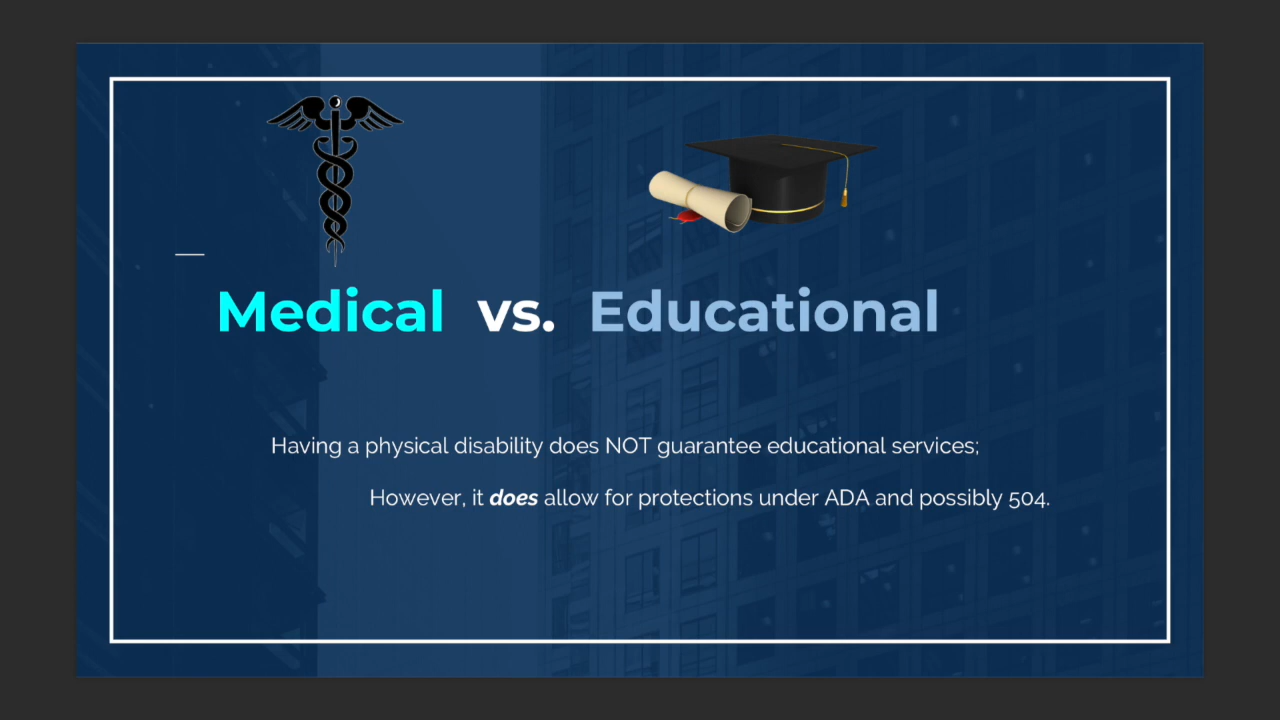 Medical vs. Educational
Having a physical disability does NOT guarantee educational services;
However, it does allow for protections under ADA and possibly 504.